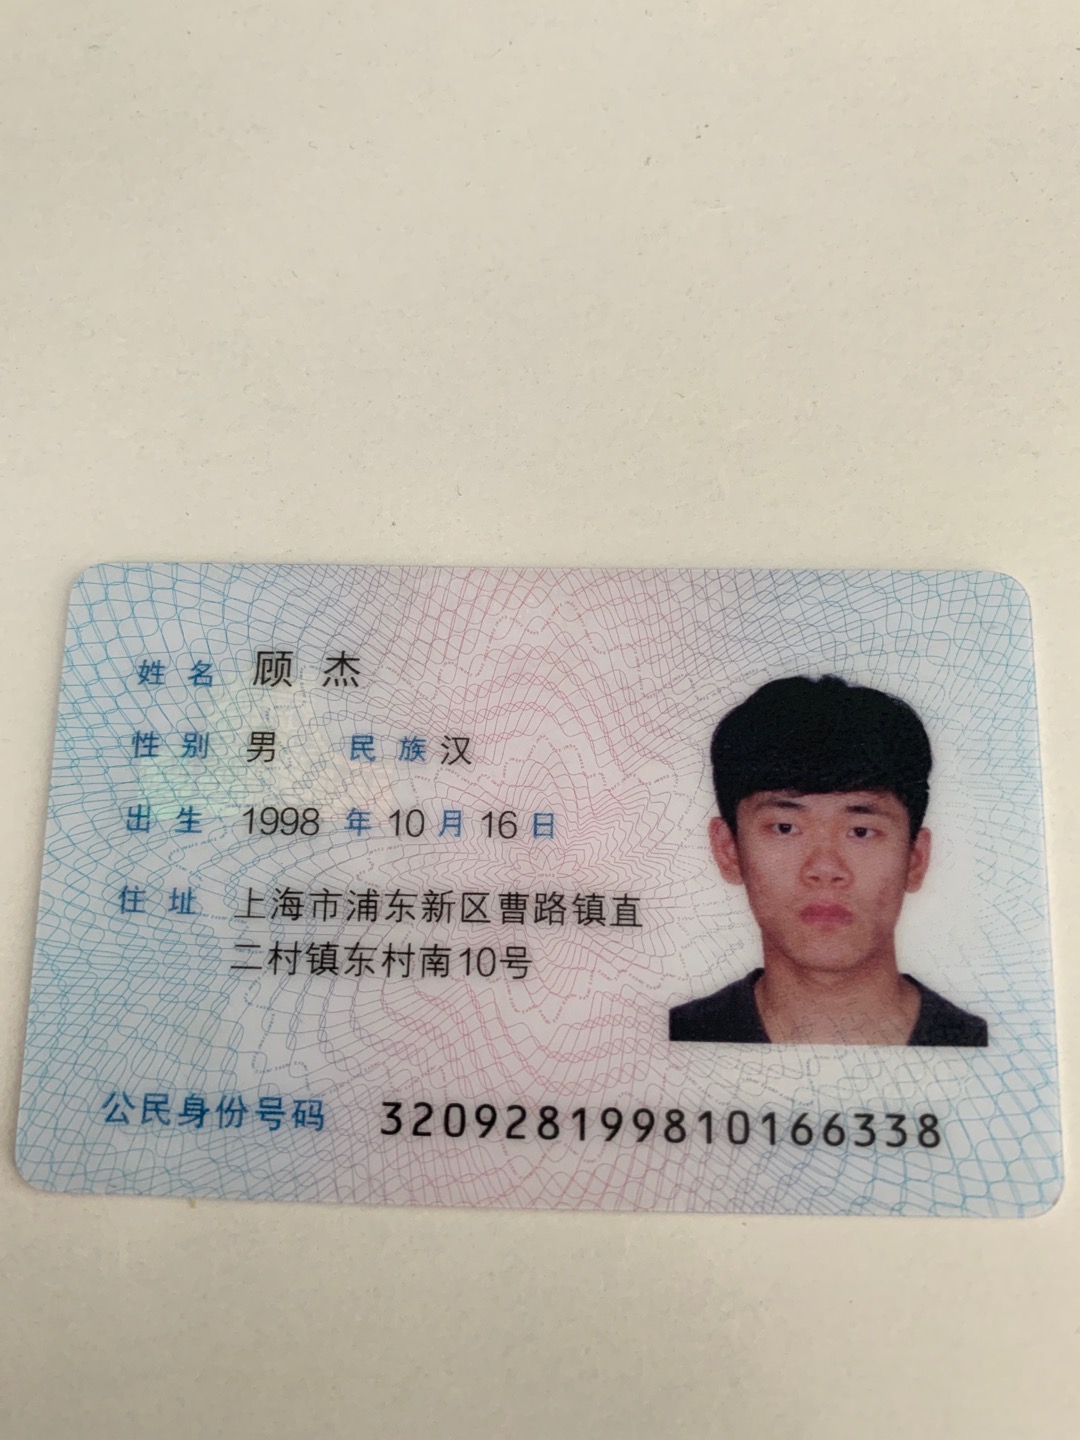 姓名 顾杰
性别 男 民族 汉
出生 1998 年 10 月 16 日
住址 上海市浦东新区曹路镇直
二村镇东村南10号
公民身份号码 320928199810166338